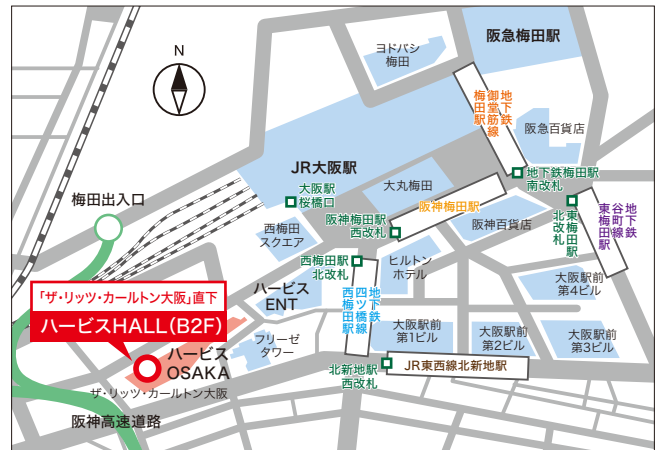 阪急梅田駅
ヨドバシ
梅田
N
地下鉄
御堂筋線
梅田駅
阪急百貨店
JR大阪駅
地下鉄梅田駅
南改札
大阪駅
桜橋口
大丸梅田
梅田出入口
阪神梅田駅
阪神梅田駅
西改札
阪神百貨店
東梅田駅
北改札
地下鉄
谷町線
東梅田駅
西梅田
スクエア
西梅田駅
北改札
ヒルトン
ホテル
ハービス
ENT
大阪駅前
第4ビル
「ザ・リッツ・カールトン大阪」直下
ハービスHALL(B2F)
地下鉄
四ツ橋線
西梅田駅
大阪駅前
第1ビル
大阪駅前
第2ビル
大阪駅前
第3ビル
フリーゼ
タワー
ハービス
OSAKA
北新地駅
西改札
JR東西線北新地駅
ザ・リッツ・カールトン大阪
阪神高速道路